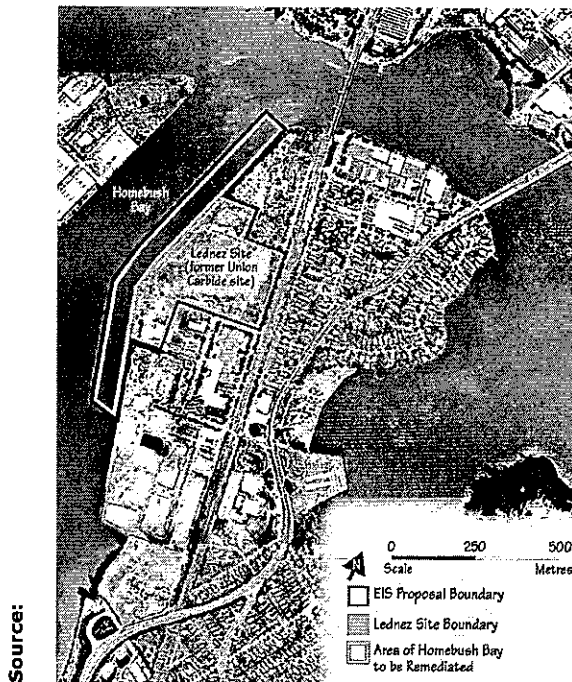 Homebush
Bay
Lednez Site
(former Union
Carbide site)
N
0 250 500
Scale Metres
EIS Proposal Boundary
Lednez Site Boundary
Area of Homebush Bay
to be Remediated
Source: